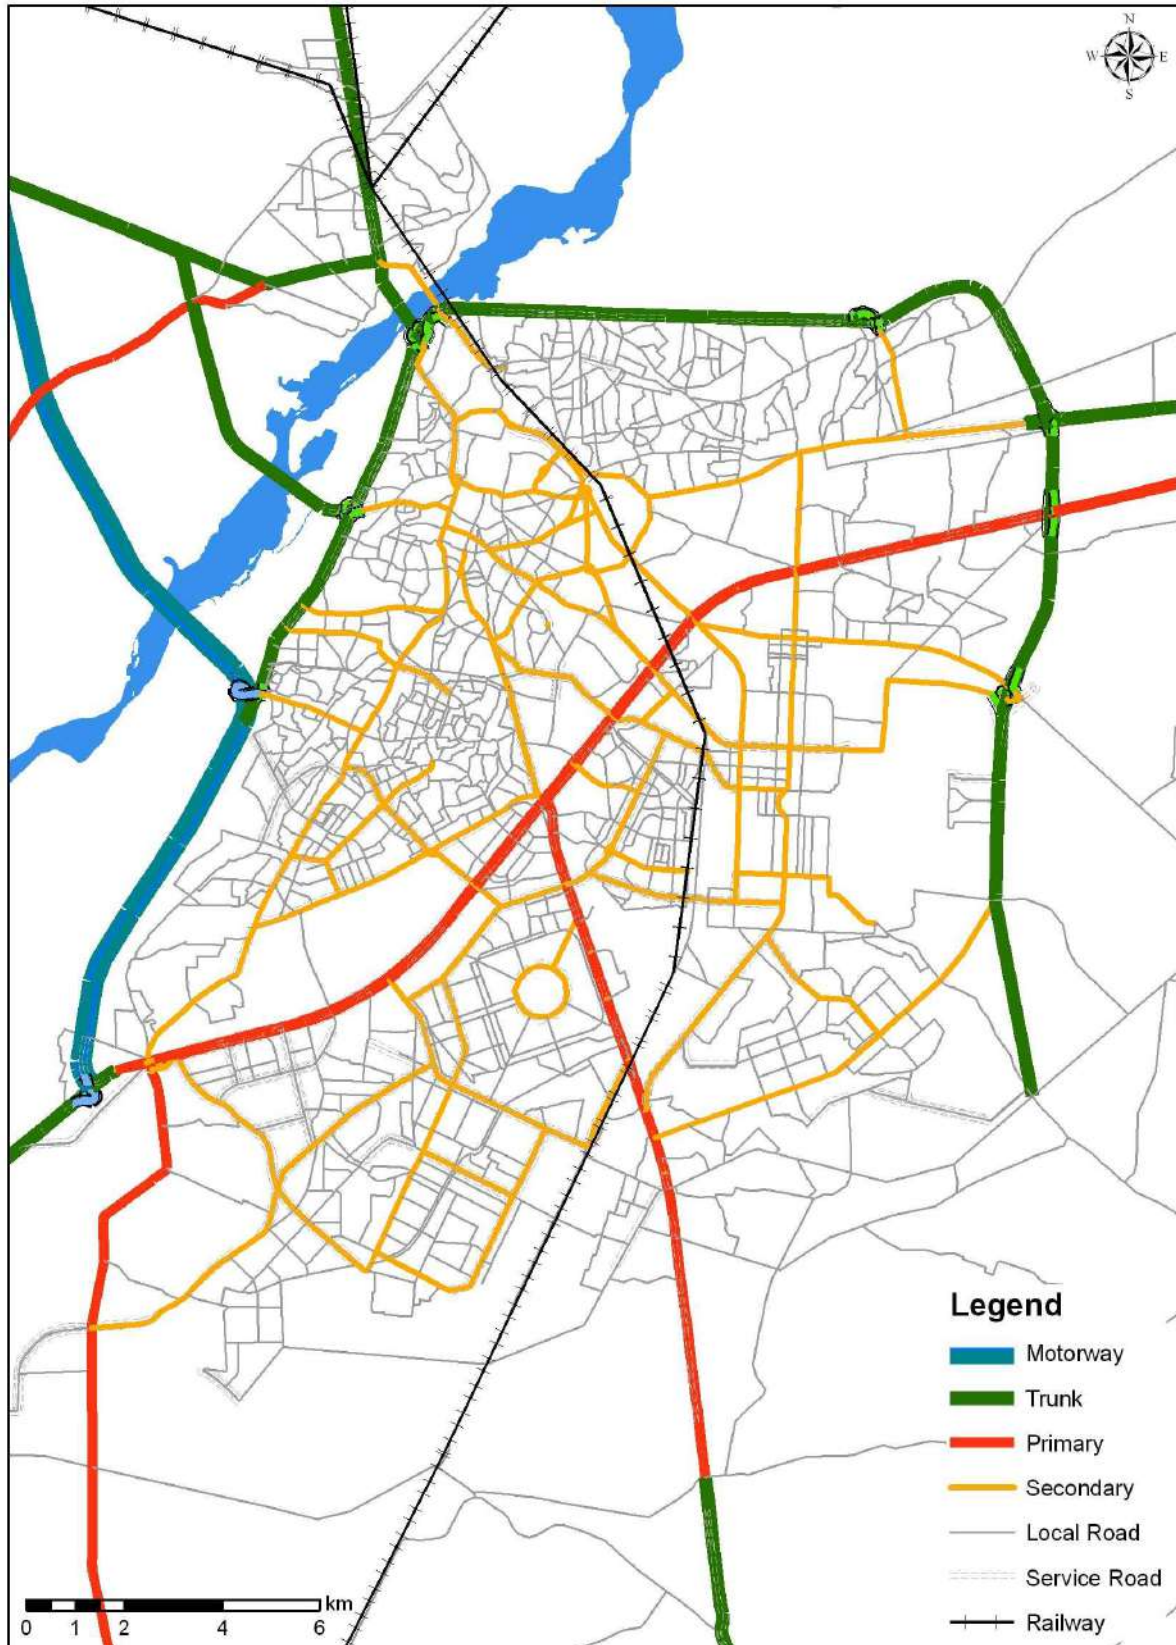 N
W E
S
Legend
Motorway
Trunk
Primary
Secondary
Local Road
Service Road
Railway
km
0 1 2 4 6